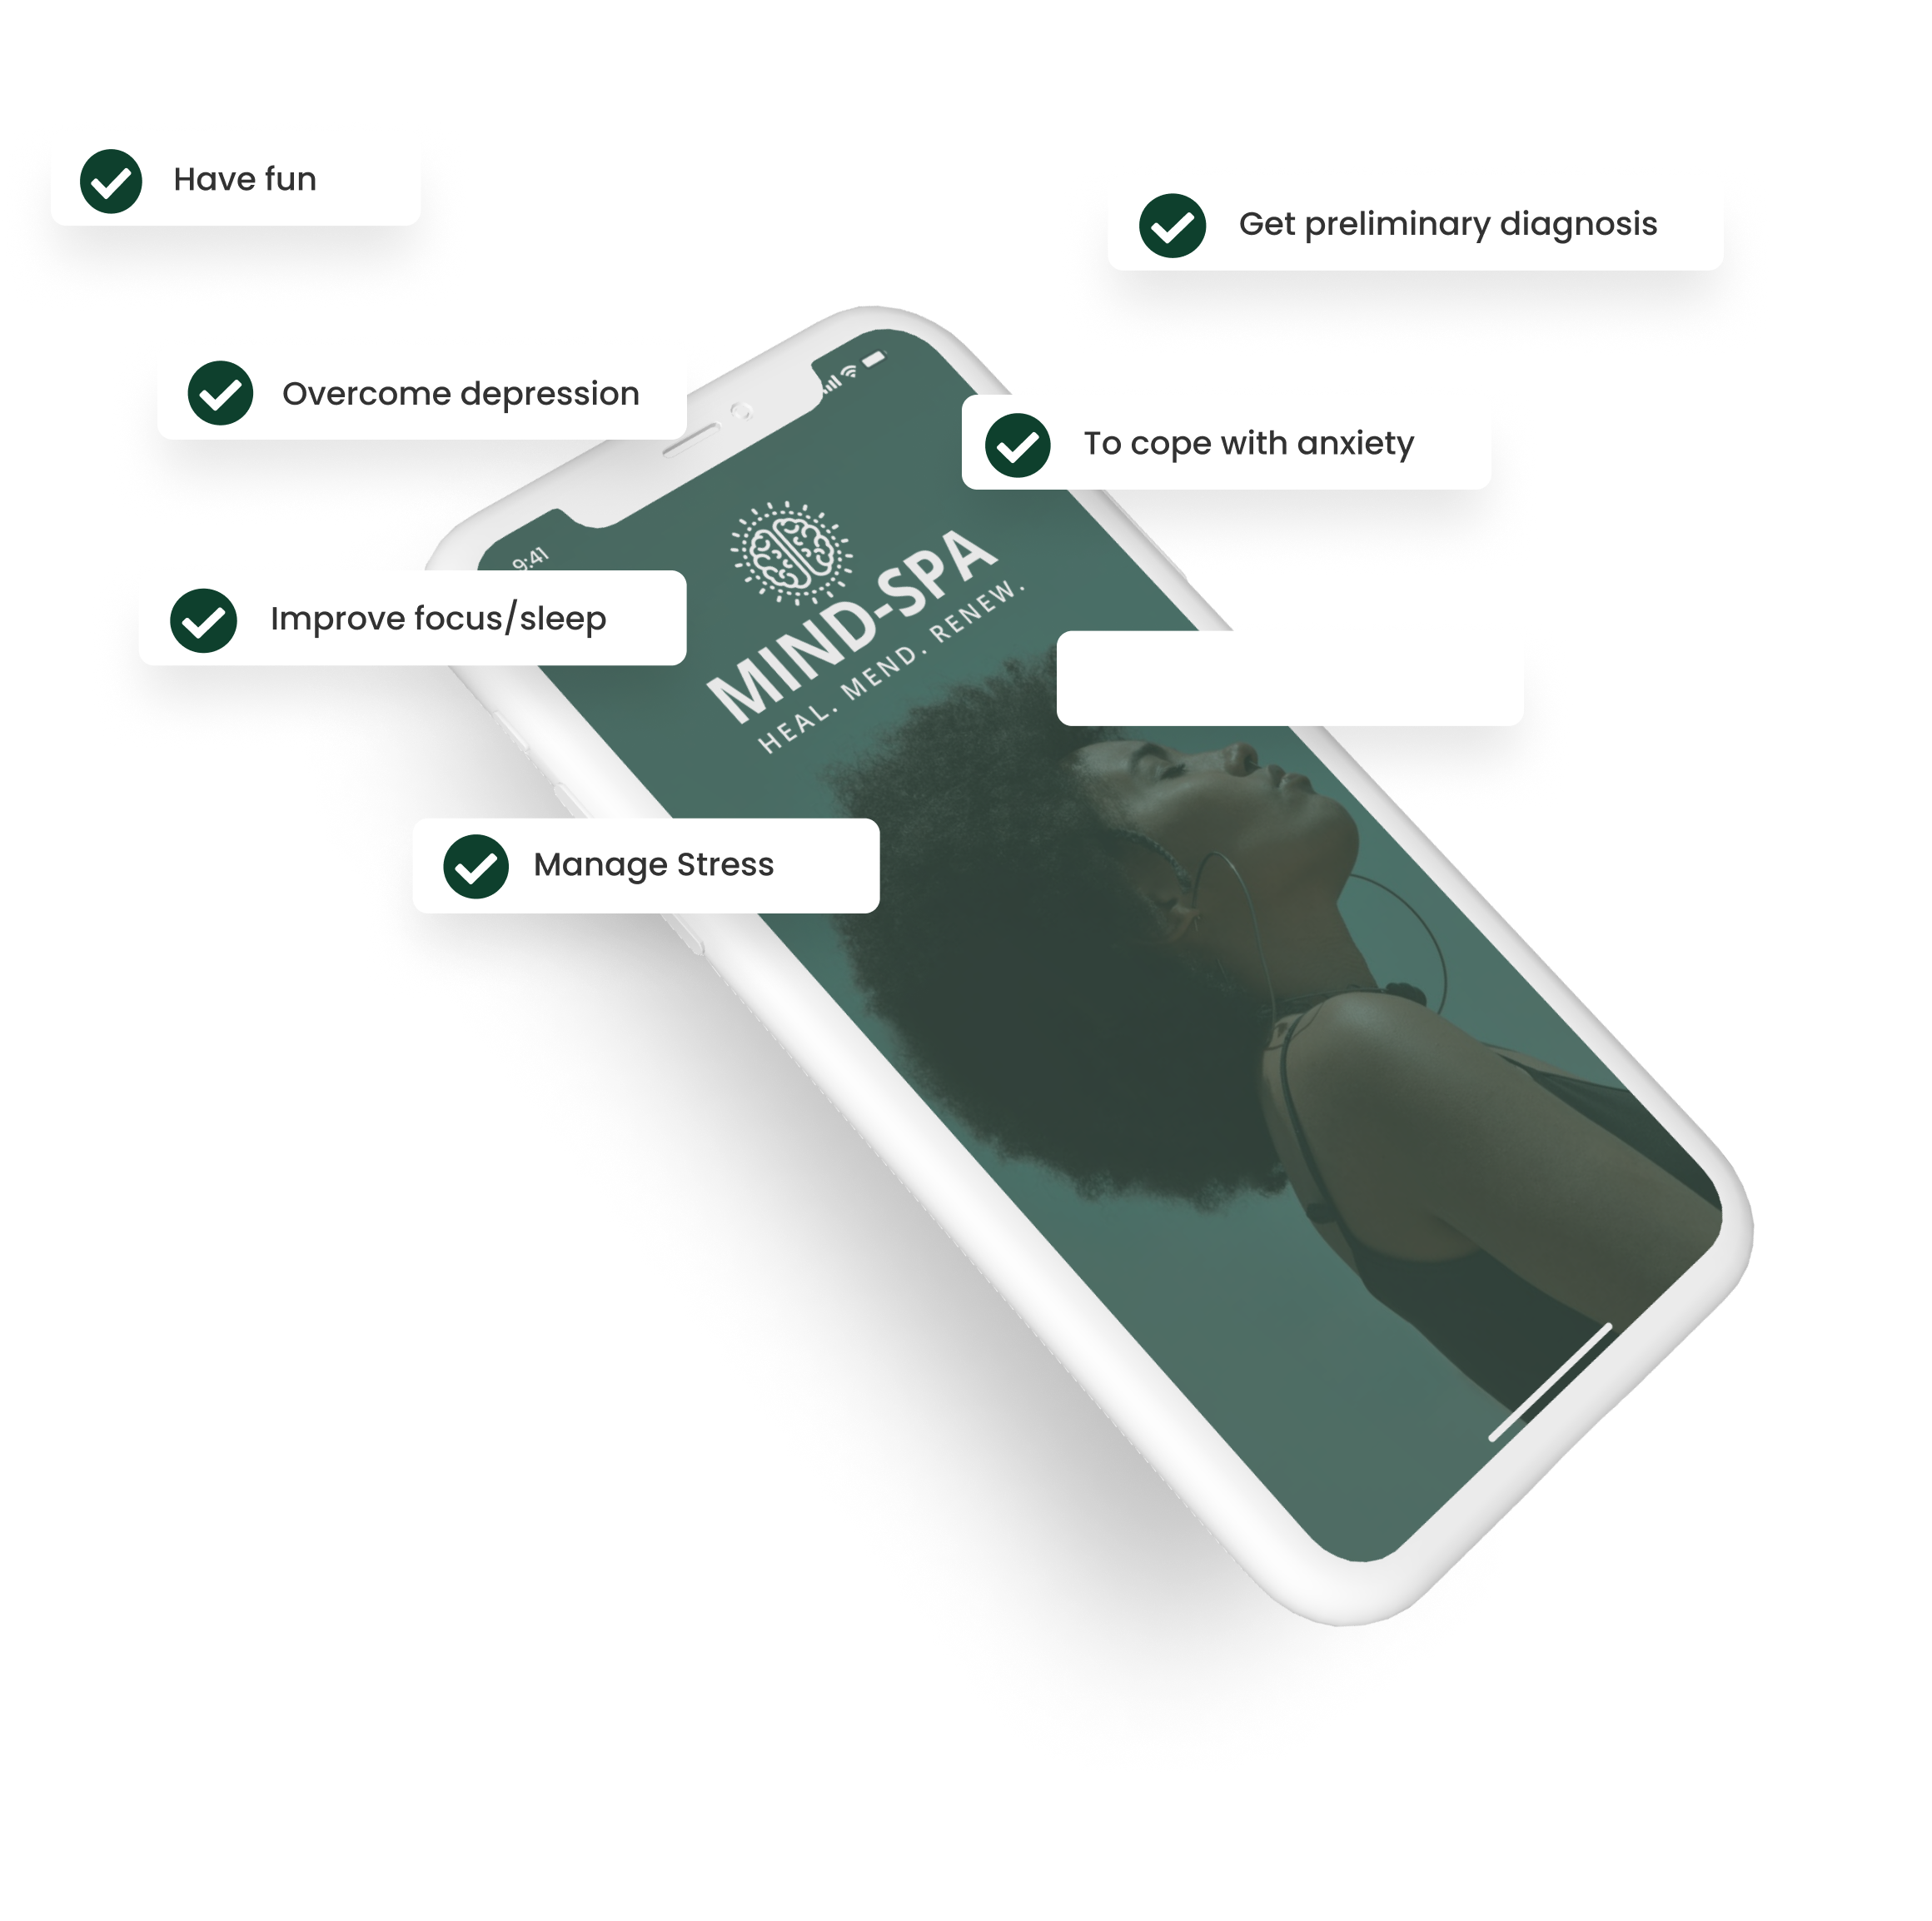 Have fun
Get preliminary diagnosis
Overcome depression
To cope with anxiety
9:41
MIND-SPA
HEAL. MEND. RENEW.
Improve focus/sleep
Manage Stress